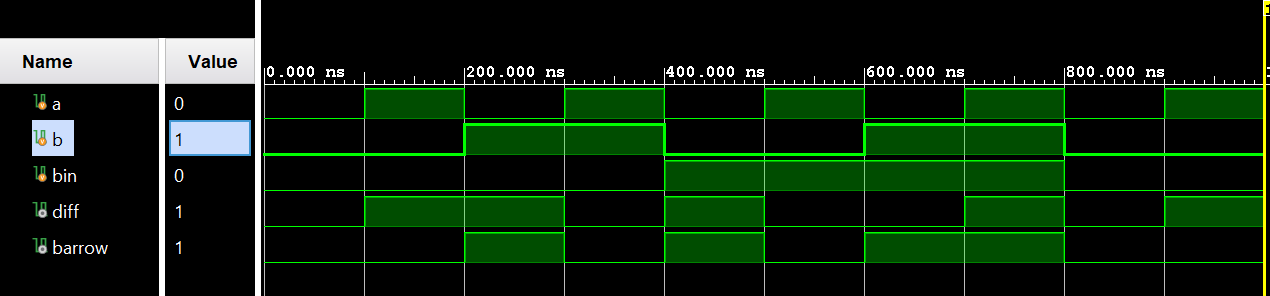 Name Value
0.000 ns 200.000 ns 400.000 ns 600.000 ns 800.000 ns
a 0
b 1
bin 0
diff 1
barrow 1